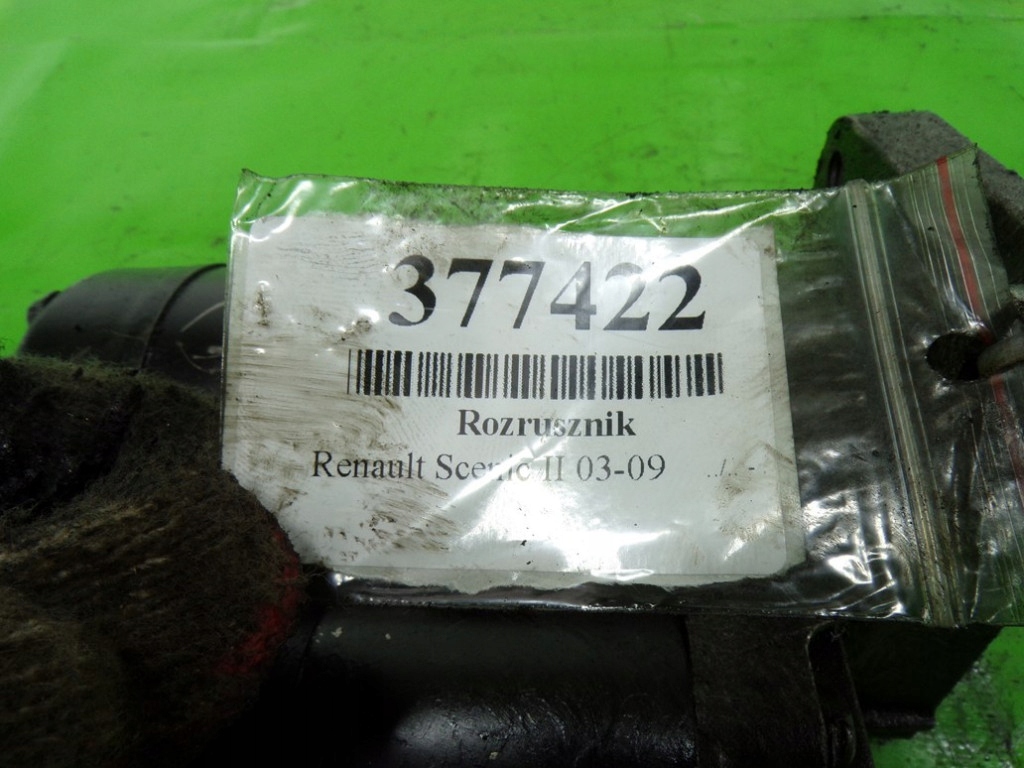 377422
Rozrusznik
Renault Scenic II 03-09